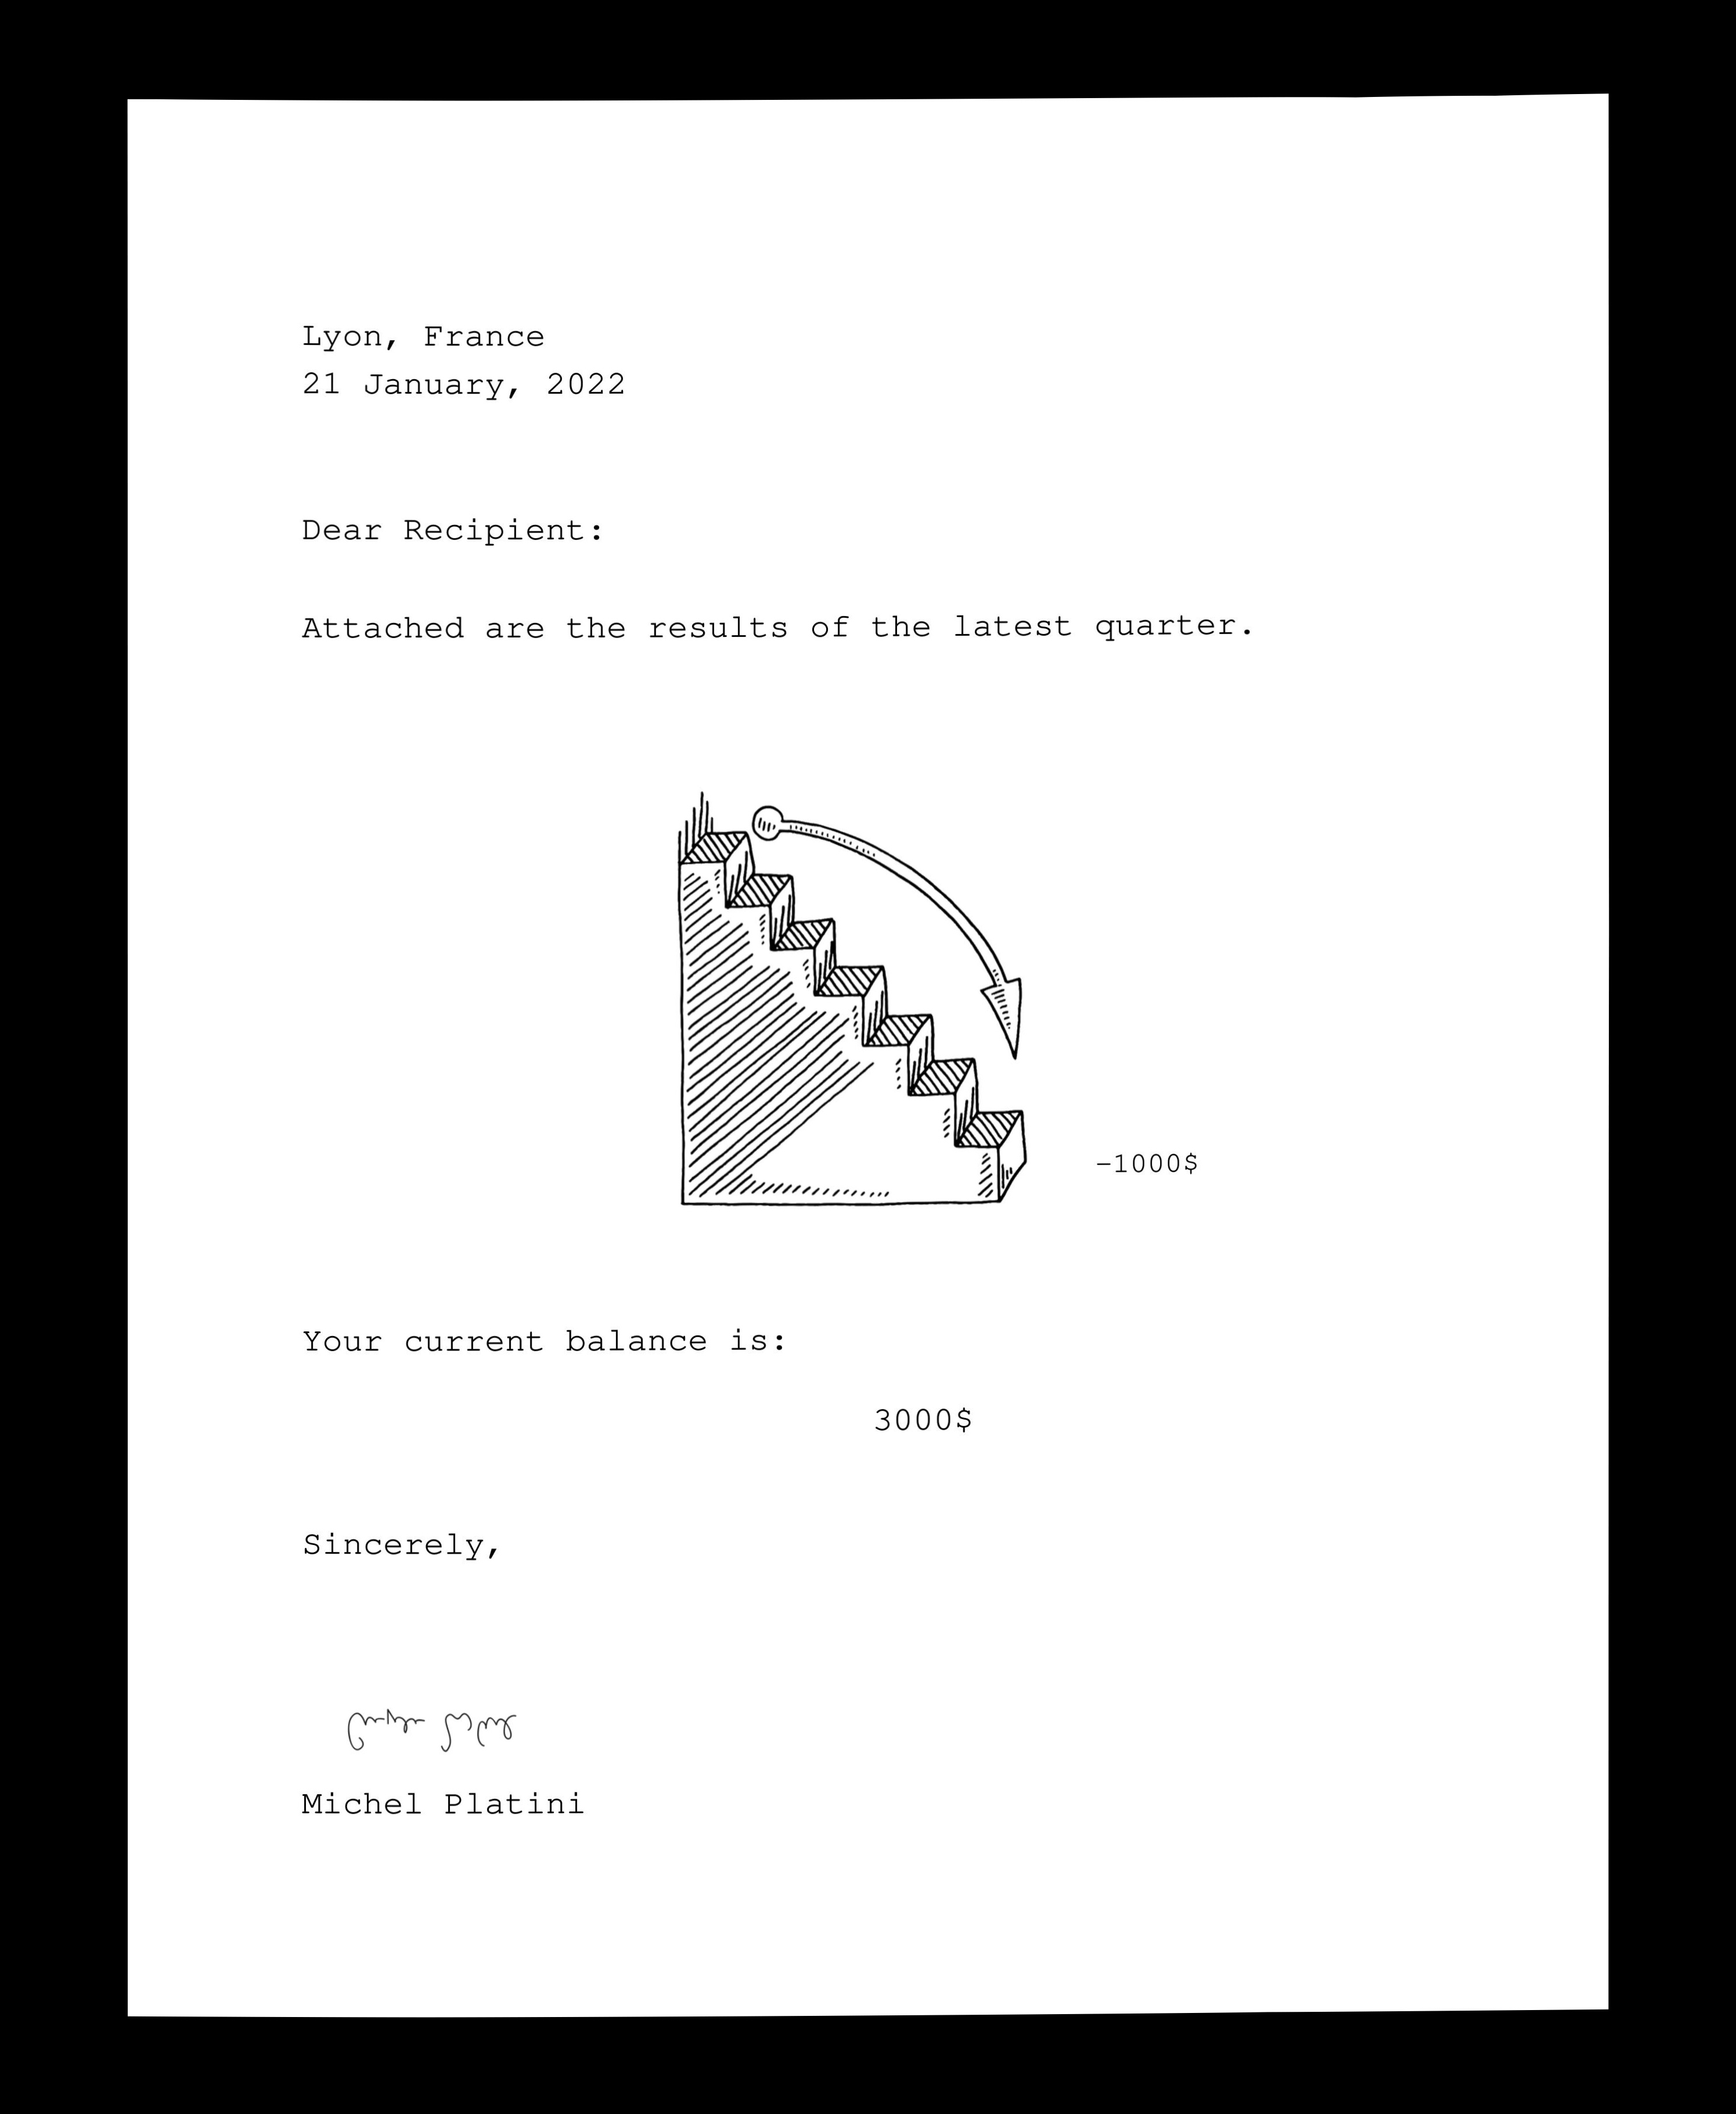 Lyon, France
21 January, 2022
Dear Recipient:
Attached are the results of the latest quarter.
–1000$
Your current balance is:
3000$
Sincerely,
Michel Platini